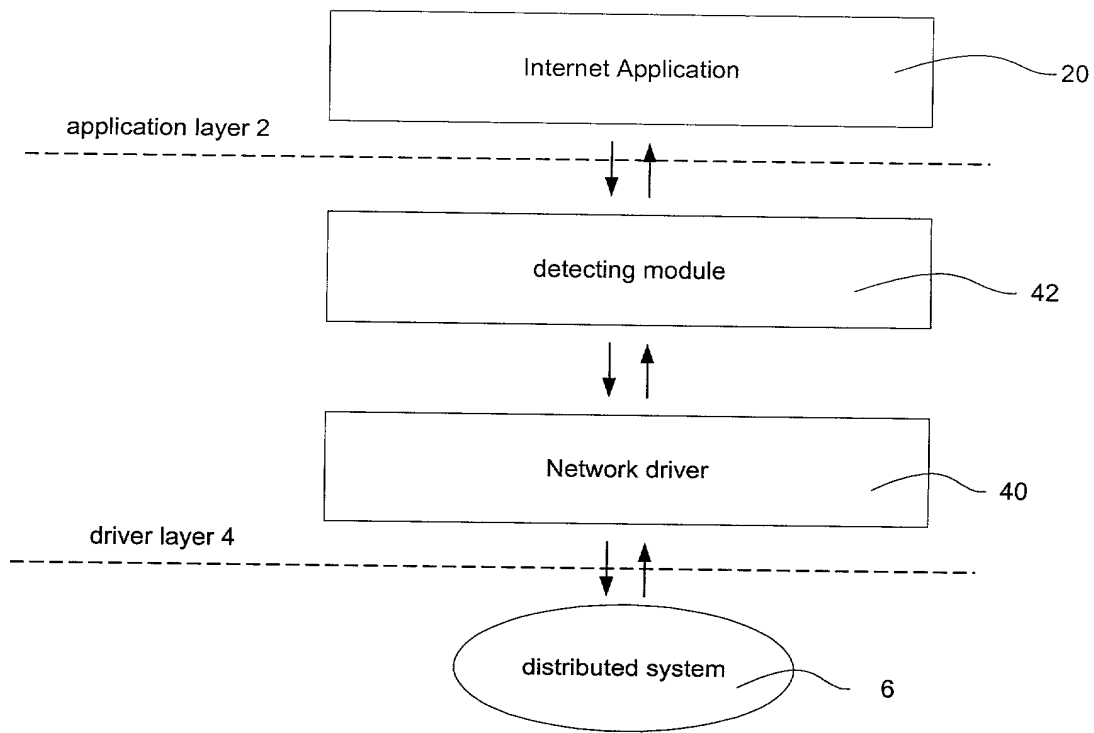 Internet Application
20
application layer 2
detecting module
42
Network driver
40
driver layer 4
distributed system
6